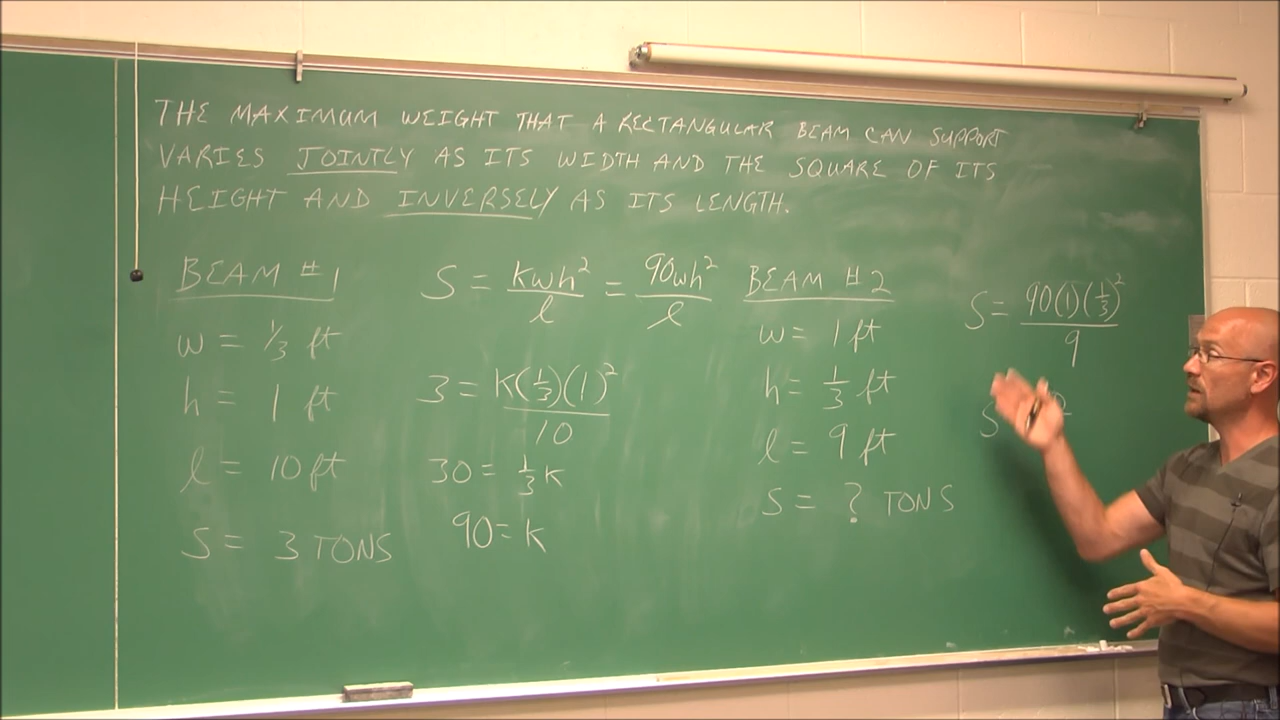 THE MAXIMUM WEIGHT THAT A RECTANGULAR BEAM CAN SUPPORT
VARIES JOINTLY AS ITS WIDTH AND THE SQUARE OF ITS
HEIGHT AND INVERSELY AS ITS LENGTH.
BEAM #1
w = 1/3 ft
h = 1 ft
l = 10 ft
S = 3 TONS
S = kwh²/l = 90wh²/l
3 = K(1/3)(1)²/10
30 = 1/3 K
90 = K
BEAM #2
w = 1 ft
h = 1/3 ft
l = 9 ft
S = ? TONS
S = 90(1)(1/3)²/9
S